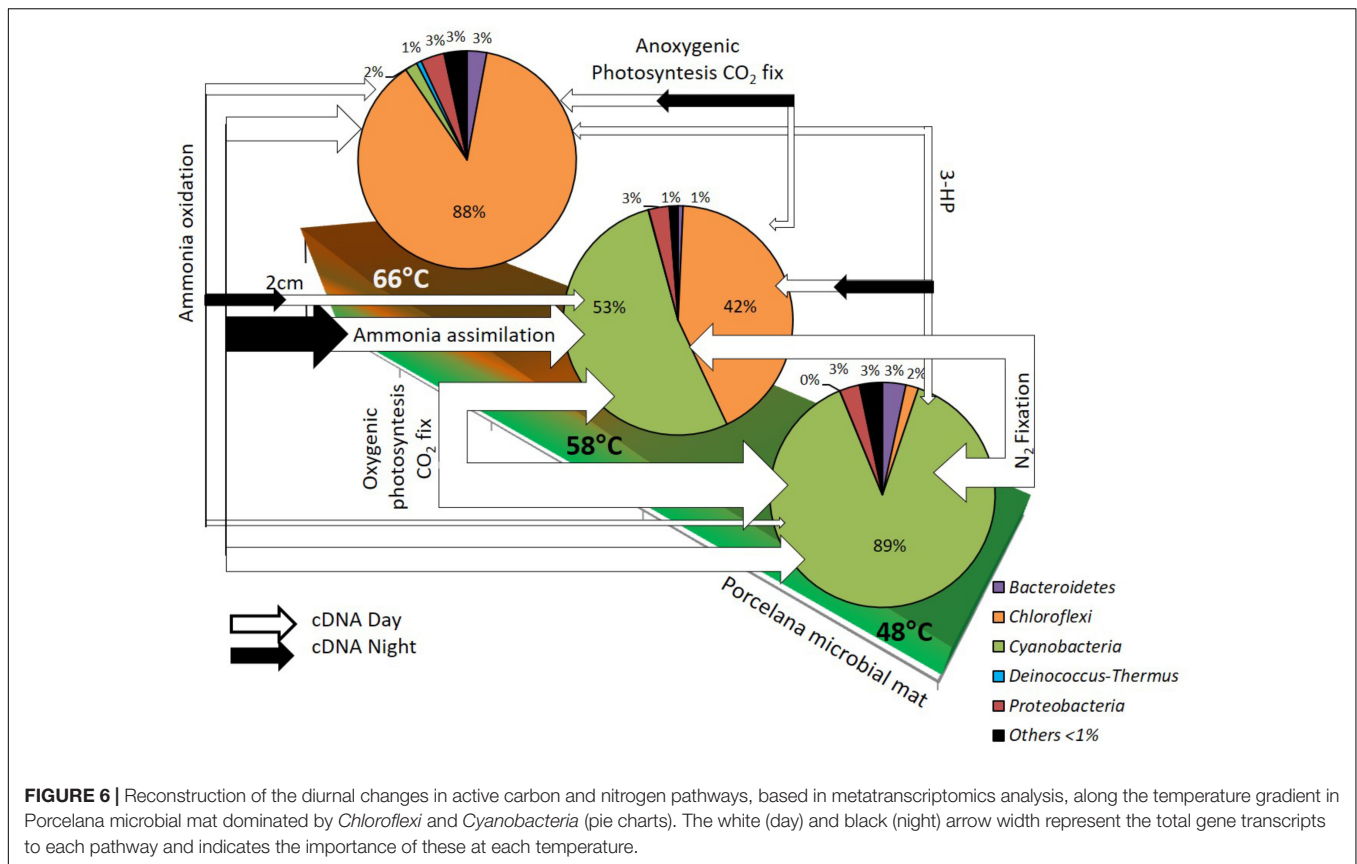 1%
3%
3%
3%
2%
88%
Anoxygenic
Photosyntesis CO₂ fix
Ammonia oxidation
3-HP
66°C
2cm
3%
1%
1%
53%
42%
Ammonia assimilation
Oxygenic
photosyntesis
CO₂ fix
58°C
0%
3%
3%
3%
2%
89%
N₂ Fixation
48°C
Porcelana microbial mat
cDNA Day
cDNA Night
Bacteroidetes
Chloroflexi
Cyanobacteria
Deinococcus-Thermus
Proteobacteria
Others <1%
FIGURE 6 | Reconstruction of the diurnal changes in active carbon and nitrogen pathways, based in metatranscriptomics analysis, along the temperature gradient in
Porcelana microbial mat dominated by Chloroflexi and Cyanobacteria (pie charts). The white (day) and black (night) arrow width represent the total gene transcripts
to each pathway and indicates the importance of these at each temperature.